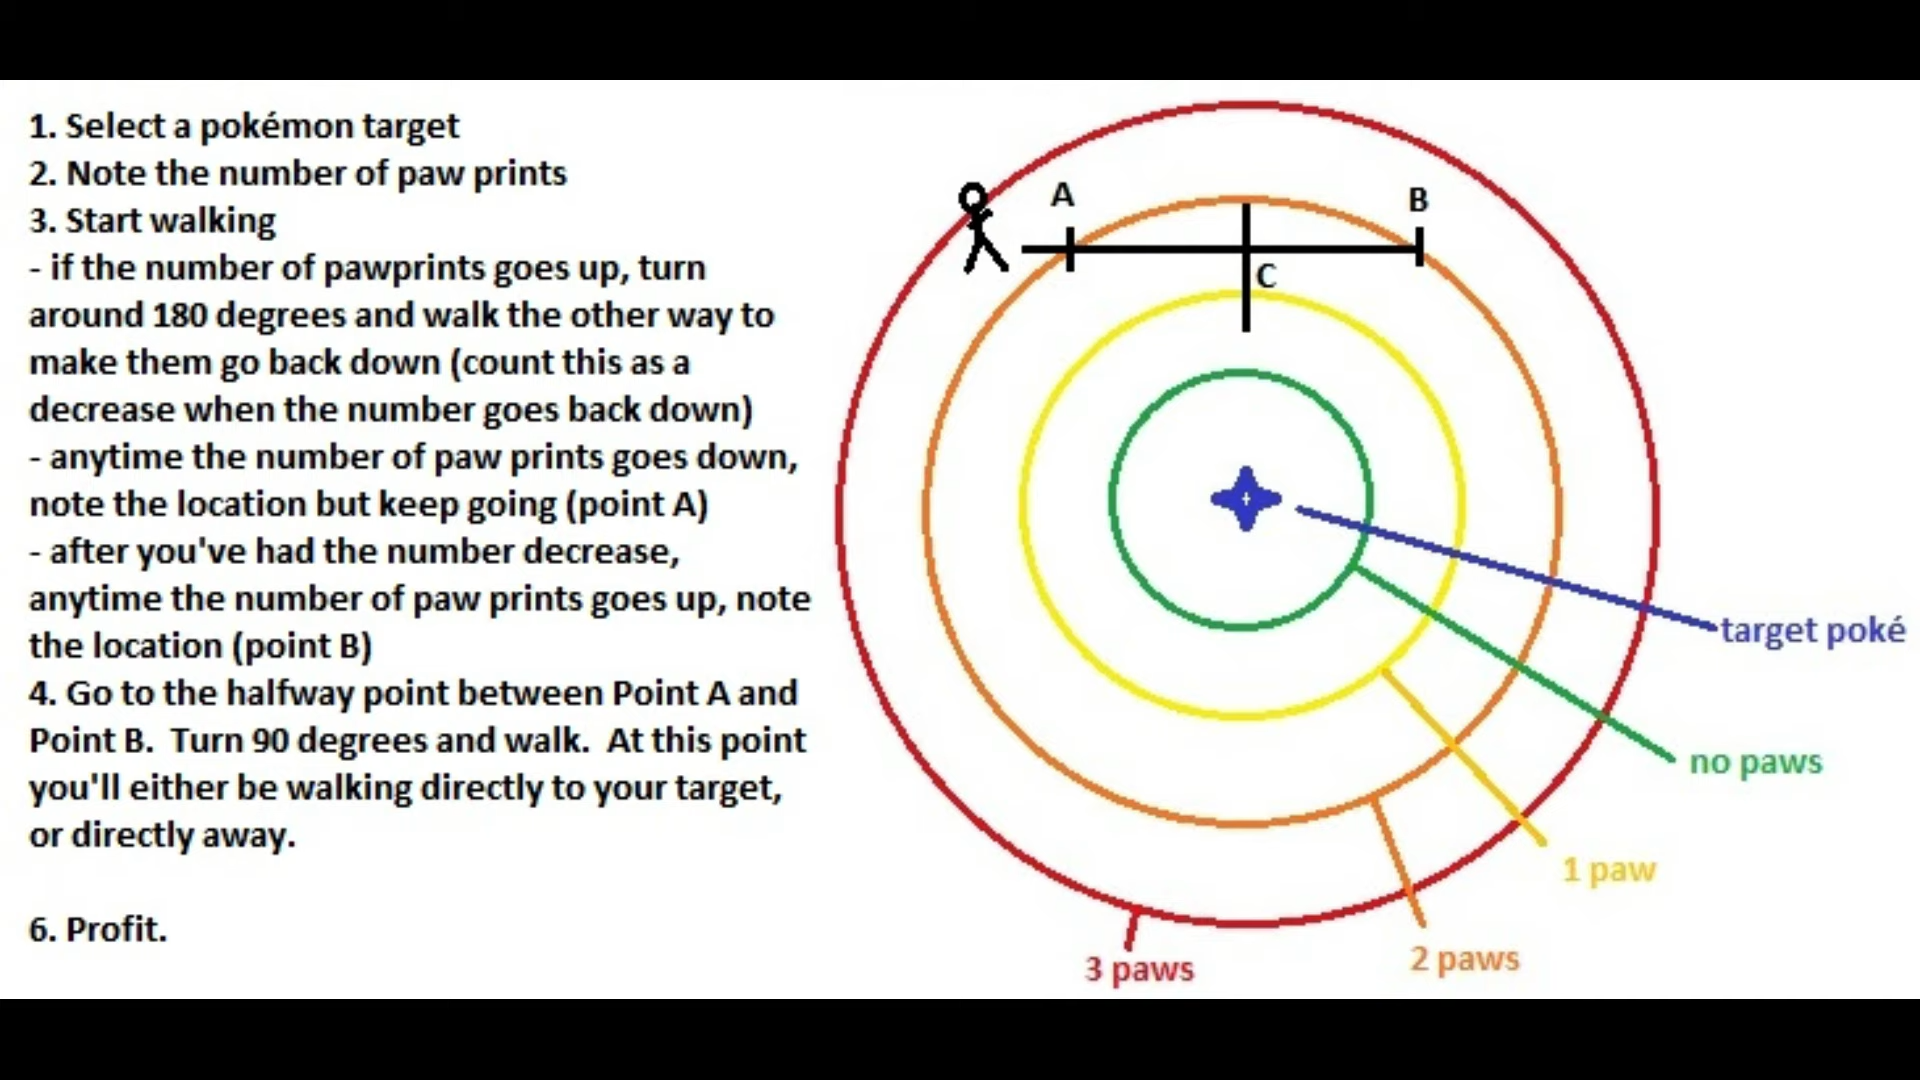 1. Select a pokémon target
2. Note the number of paw prints
3. Start walking
- if the number of pawprints goes up, turn
around 180 degrees and walk the other way to
make them go back down (count this as a
decrease when the number goes back down)
- anytime the number of paw prints goes down,
note the location but keep going (point A)
- after you've had the number decrease,
anytime the number of paw prints goes up, note
the location (point B)
4. Go to the halfway point between Point A and
Point B.  Turn 90 degrees and walk.  At this point
you'll either be walking directly to your target,
or directly away.
6. Profit.
A
B
C
target poké
no paws
1 paw
2 paws
3 paws